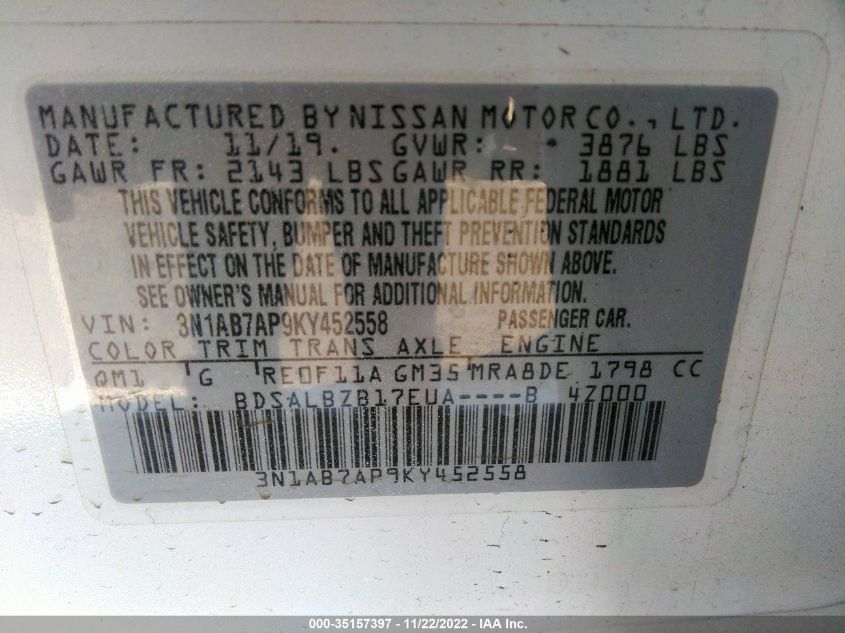 MANUFACTURED BY NISSAN MOTOR CO., LTD.
DATE: 11/19. GVWR: 3876 LBS
GAWR FR: 2143 LBS GAWR RR: 1881 LBS
THIS VEHICLE CONFORMS TO ALL APPLICABLE FEDERAL MOTOR
VEHICLE SAFETY, BUMPER AND THEFT PREVENTION STANDARDS
IN EFFECT ON THE DATE OF MANUFACTURE SHOWN ABOVE.
SEE OWNER'S MANUAL FOR ADDITIONAL INFORMATION.
VIN: 3N1AB7AP9KY452558 PASSENGER CAR.
COLOR TRIM TRANS AXLE ENGINE
QM1 G RE0F11A GM35 MRA8DE 1798 CC
MODEL: BDSALBZB17EUA----B 4Z000
3N1AB7AP9KY452558
000-35157397 - 11/22/2022 - IAA Inc.